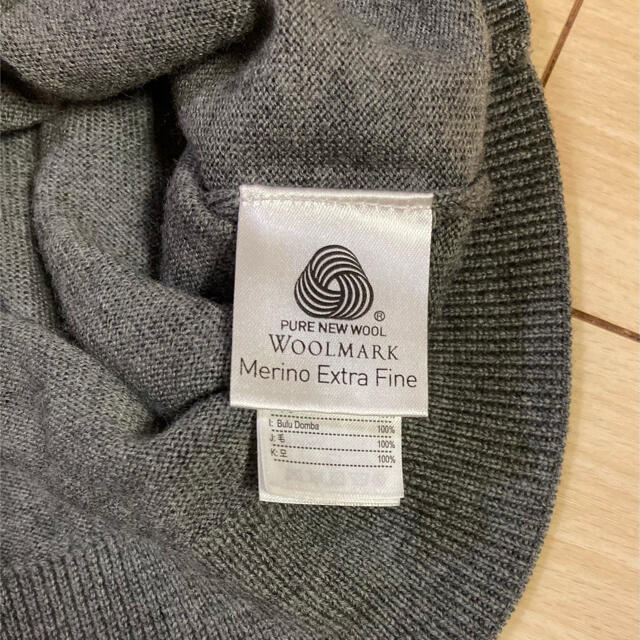 ®
PURE NEW WOOL
WOOLMARK
Merino Extra Fine
I: Bulu Domba 100%
J: 毛 100%
K: 모 100%